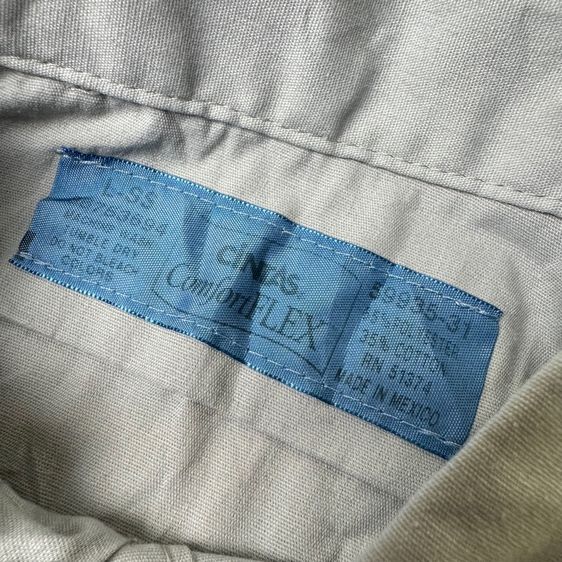 L-SS
MACHINE WASH
TUMBLE DRY
DO NOT BLEACH
COLORS
CINTAS
ComfortFLEX
65% POLYESTER
35% COTTON
RN 51374
MADE IN MEXICO